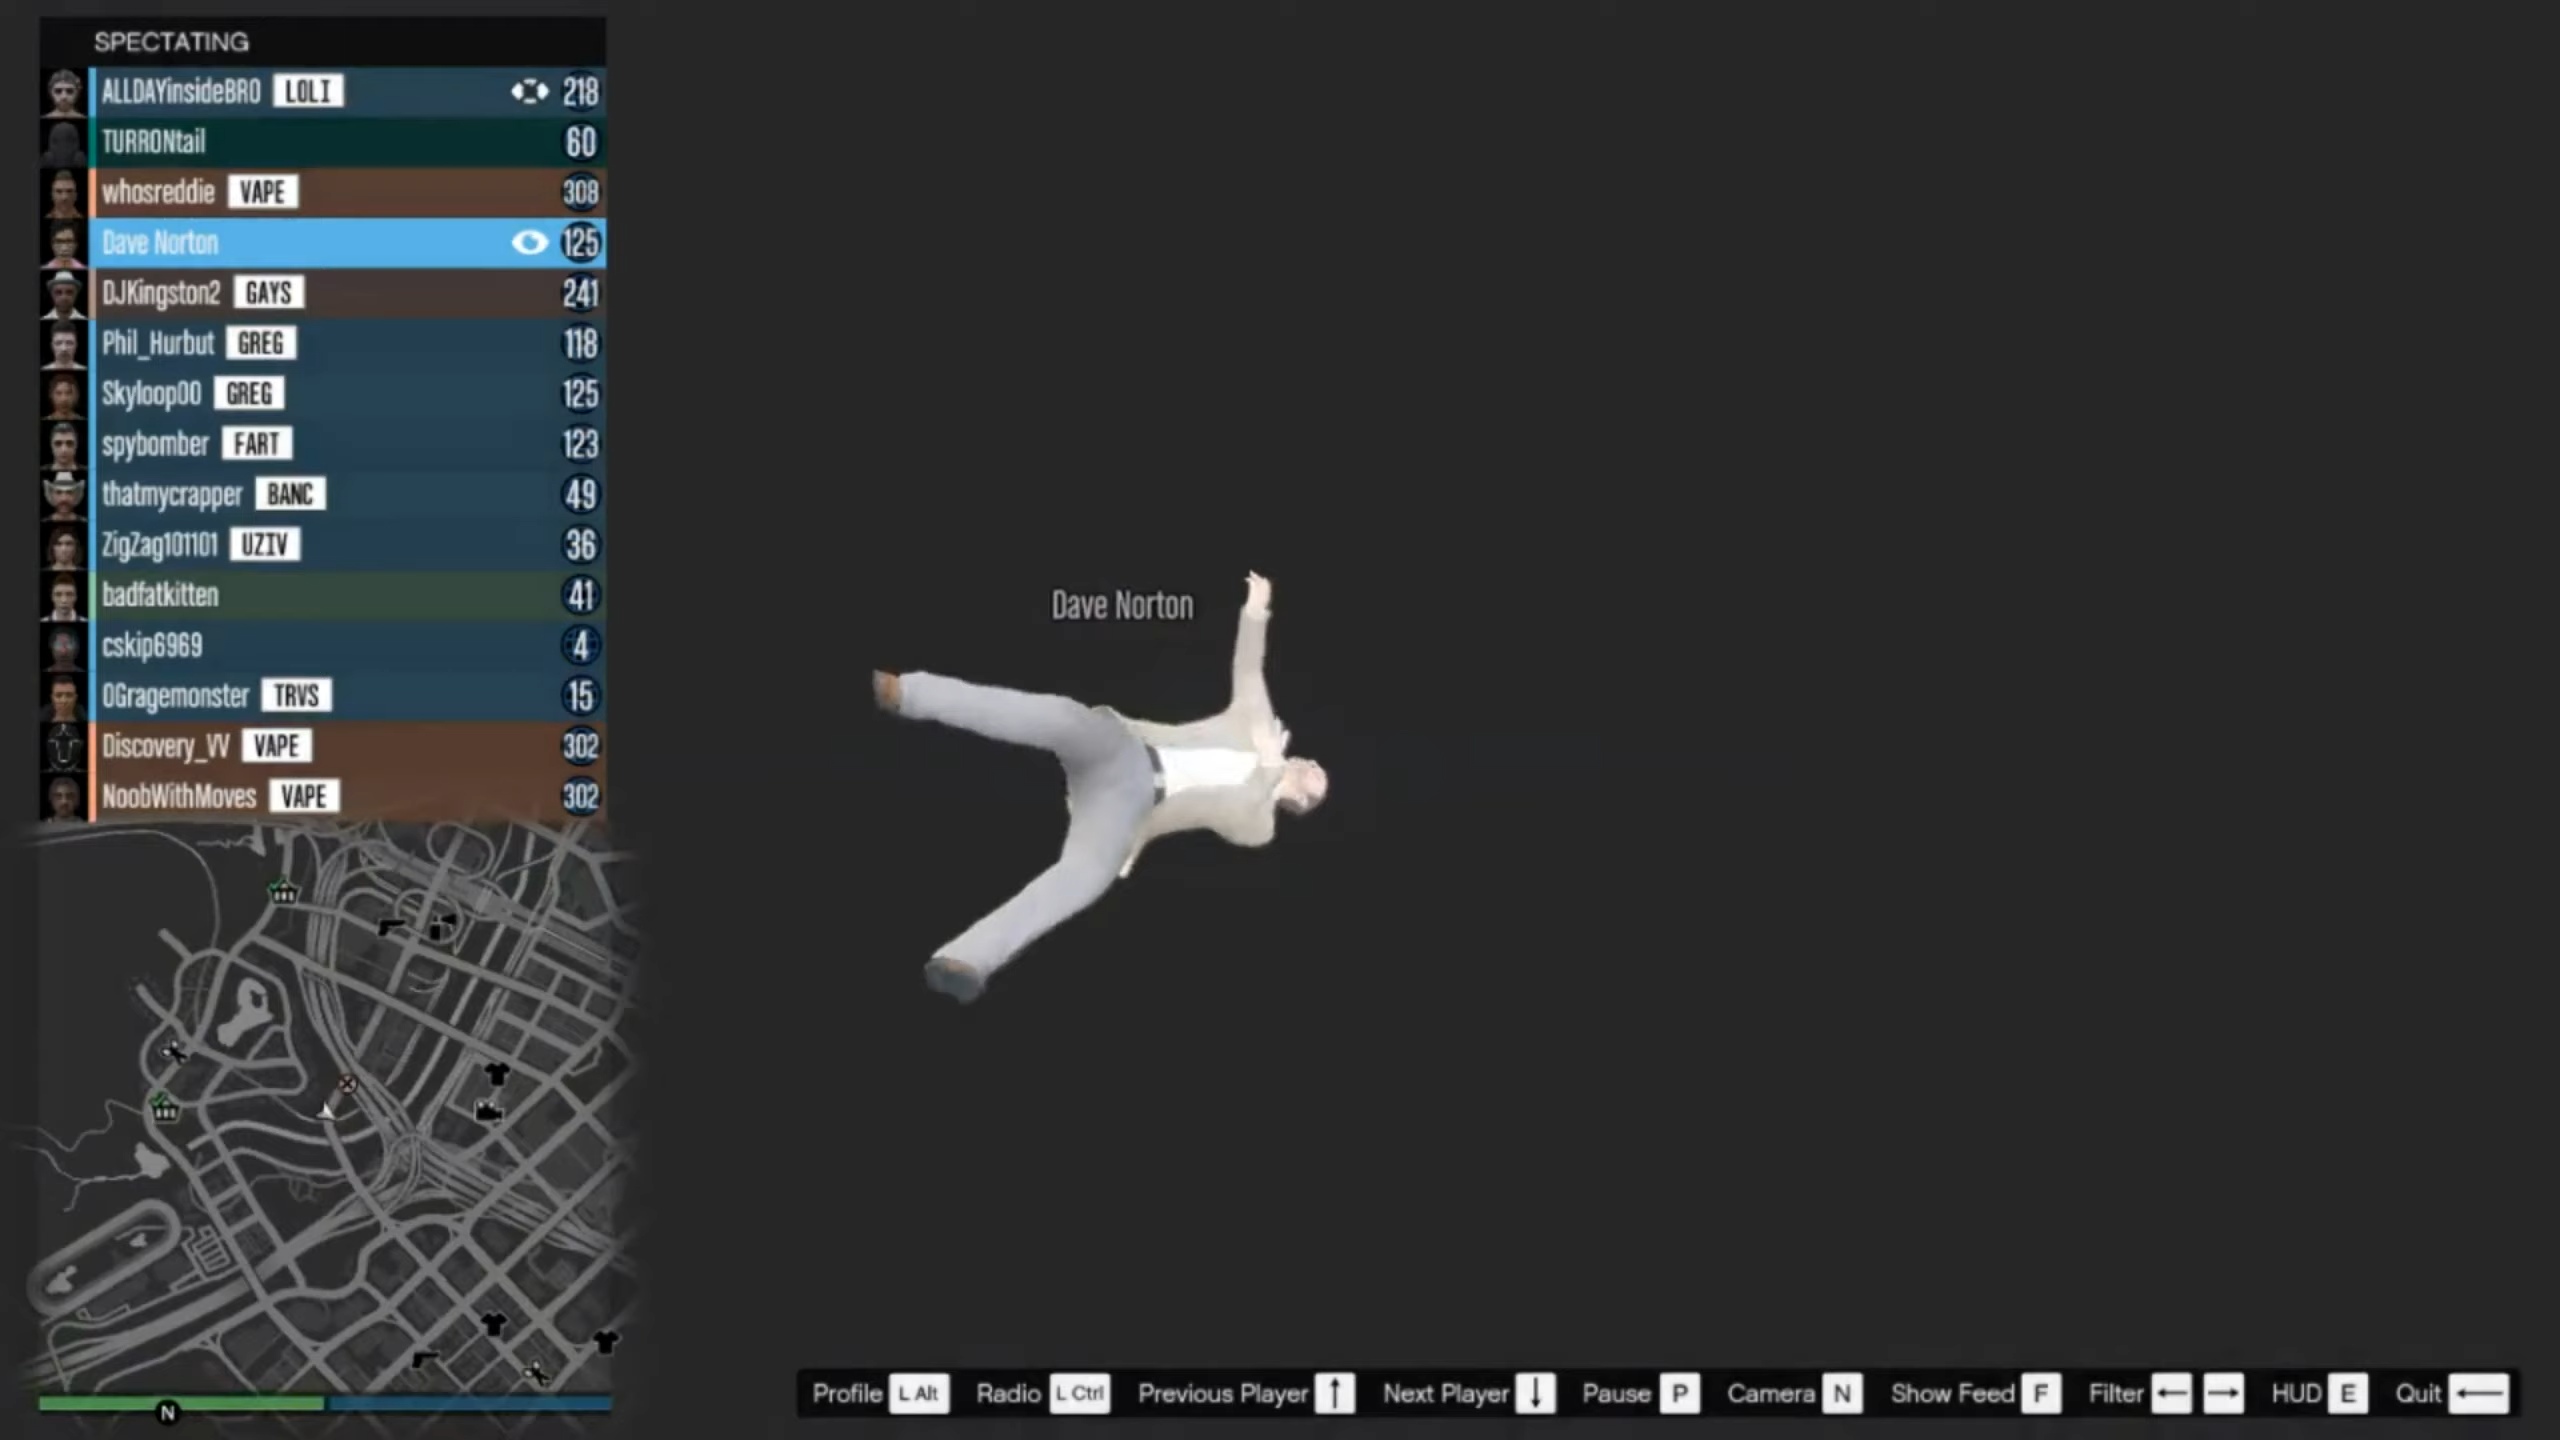 SPECTATING
ALLDAYinsideBRO LOLI 218
TURRONtail 60
whosreddie VAPE 308
Dave Norton 125
DJKingston2 GAYS 241
Phil_Hurbut GREG 118
Skyloop00 GREG 125
spybomber FART 123
thatmycrapper BANC 49
ZigZag101101 UZIV 36
badfatkitten 41
cskip6969 4
OGragemonster TRVS 15
Discovery_VV VAPE 302
NoobWithMoves VAPE 302
Dave Norton
N
Profile L Alt Radio L Ctrl Previous Player ↑ Next Player ↓ Pause P Camera N Show Feed F Filter ← → HUD E Quit ←